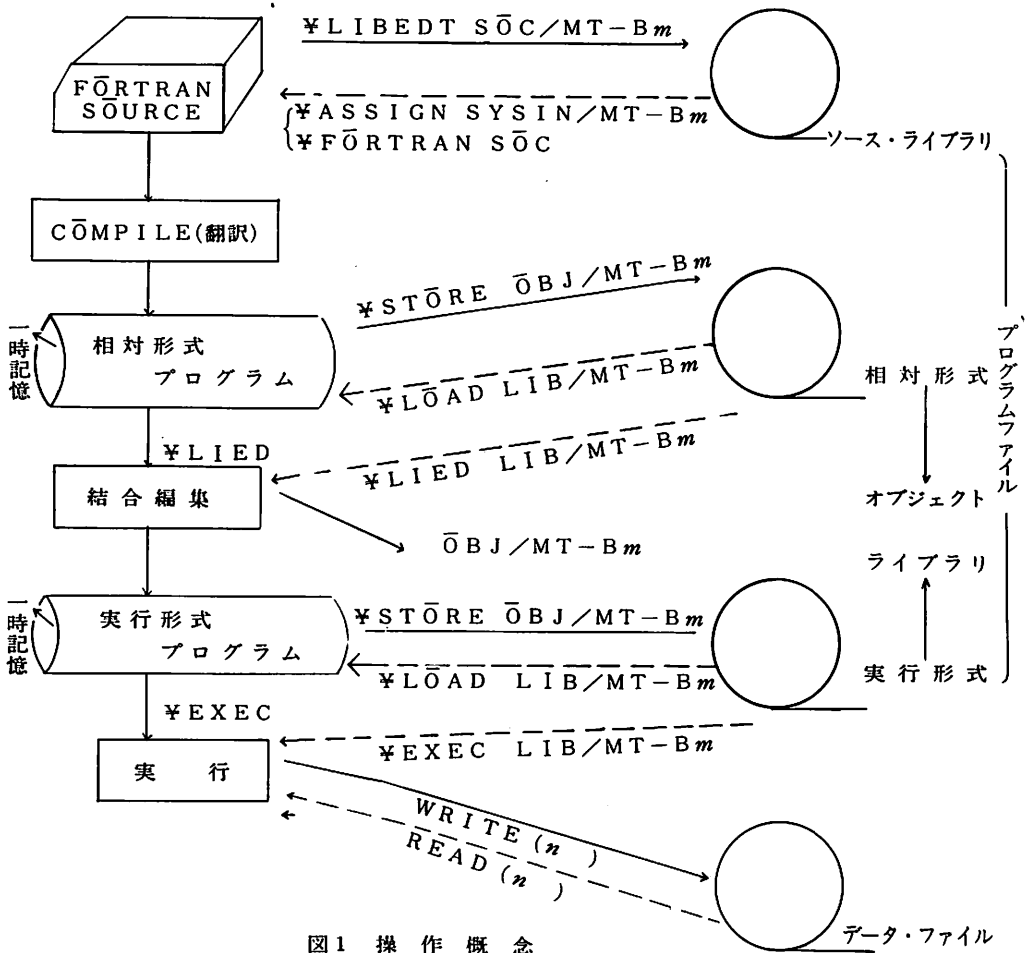 ¥LIBEDT SŌC/MT-Bm
FŌRTRAN
SŌURCE
¥ASSIGN SYSIN/MT-Bm
¥FŌRTRAN SŌC
ソース・ライブラリ
CŌMPILE(翻訳)
¥STŌRE ŌBJ/MT-Bm
一時記憶
相対形式
プログラム
¥LŌAD LIB/MT-Bm
相対形式
プログラムファイル
¥LIED
¥LIED LIB/MT-Bm
結合編集
オブジェクト
ŌBJ/MT-Bm
ライブラリ
一時記憶
実行形式
プログラム
¥STŌRE ŌBJ/MT-Bm
¥LŌAD LIB/MT-Bm
実行形式
¥EXEC
¥EXEC LIB/MT-Bm
実行
WRITE(n )
READ(n )
データ・ファイル
図1 操作概念